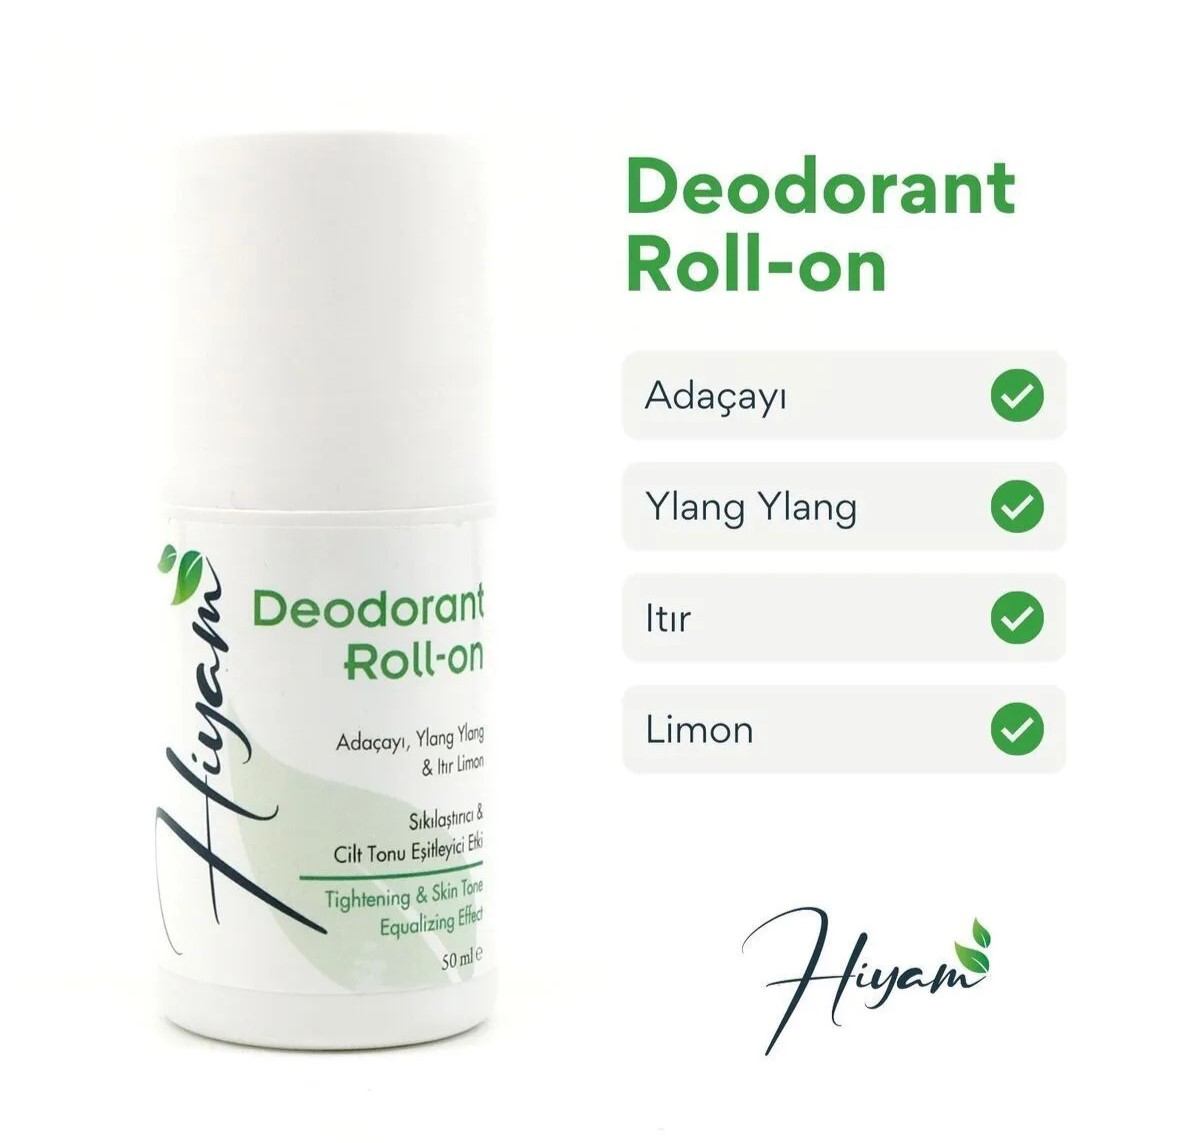 Deodorant
Roll-on
Adaçayı
Ylang Ylang
Itır
Limon
Hiyam
Hiyam
Deodorant
Roll-on
Adaçayı, Ylang Ylang
& Itır Limon
Sıkılaştırıcı &
Cilt Tonu Eşitleyici Etki
Tightening & Skin Tone
Equalizing Effect
50 ml e